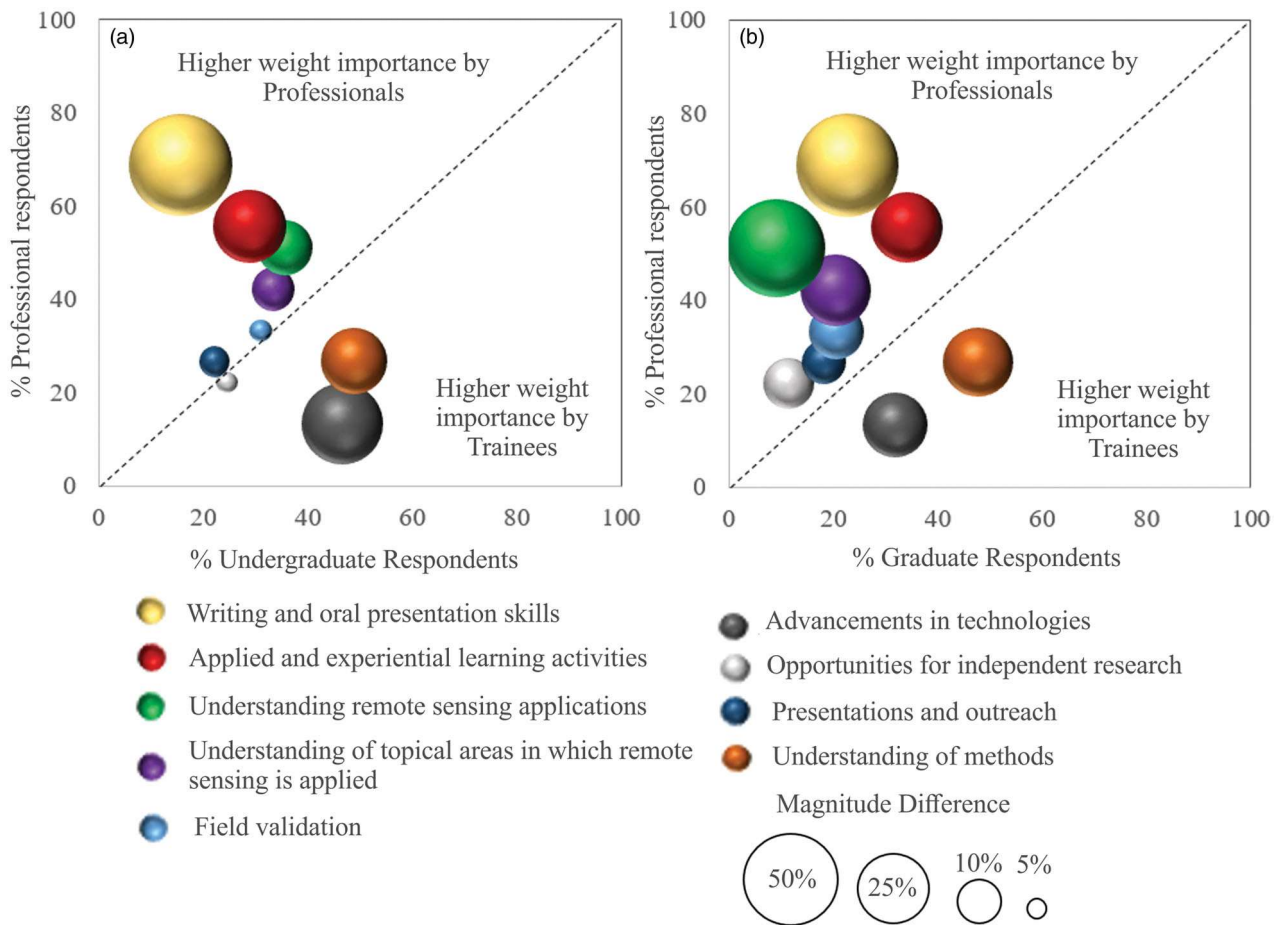 (a)
Higher weight importance by
Professionals
% Professional respondents
100
80
60
40
20
0
Higher weight
importance by
Trainees
0 20 40 60 80 100
% Undergraduate Respondents
(b)
Higher weight importance by
Professionals
% Professional respondents
100
80
60
40
20
0
Higher weight
importance by
Trainees
0 20 40 60 80 100
% Graduate Respondents
Writing and oral presentation skills
Applied and experiential learning activities
Understanding remote sensing applications
Understanding of topical areas in which remote
sensing is applied
Field validation
Advancements in technologies
Opportunities for independent research
Presentations and outreach
Understanding of methods
Magnitude Difference
50% 25% 10% 5%